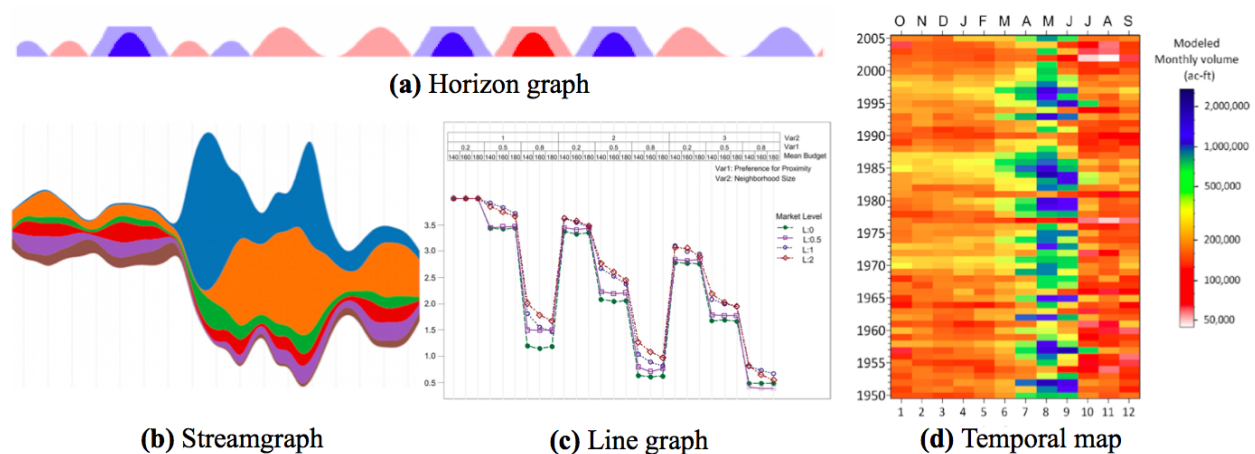 (a) Horizon graph
1 2 3 Var2
0.2 0.5 0.8 0.2 0.5 0.8 0.2 0.5 0.8 Var1
140 160 180 140 160 180 140 160 180 140 160 180 140 160 180 140 160 180 140 160 180 140 160 180 140 160 180 Mean Budget
Var1: Preference for Proximity
Var2: Neighborhood Size
Market Level
L:0
L:0.5
L:1
L:2
3.5
3.0
2.5
2.0
1.5
1.0
0.5
O N D J F M A M J J A S
2005
2000
1995
1990
1985
1980
1975
1970
1965
1960
1955
1950
1 2 3 4 5 6 7 8 9 10 11 12
Modeled
Monthly volume
(ac-ft)
2,000,000
1,000,000
500,000
200,000
100,000
50,000
(b) Streamgraph
(c) Line graph
(d) Temporal map